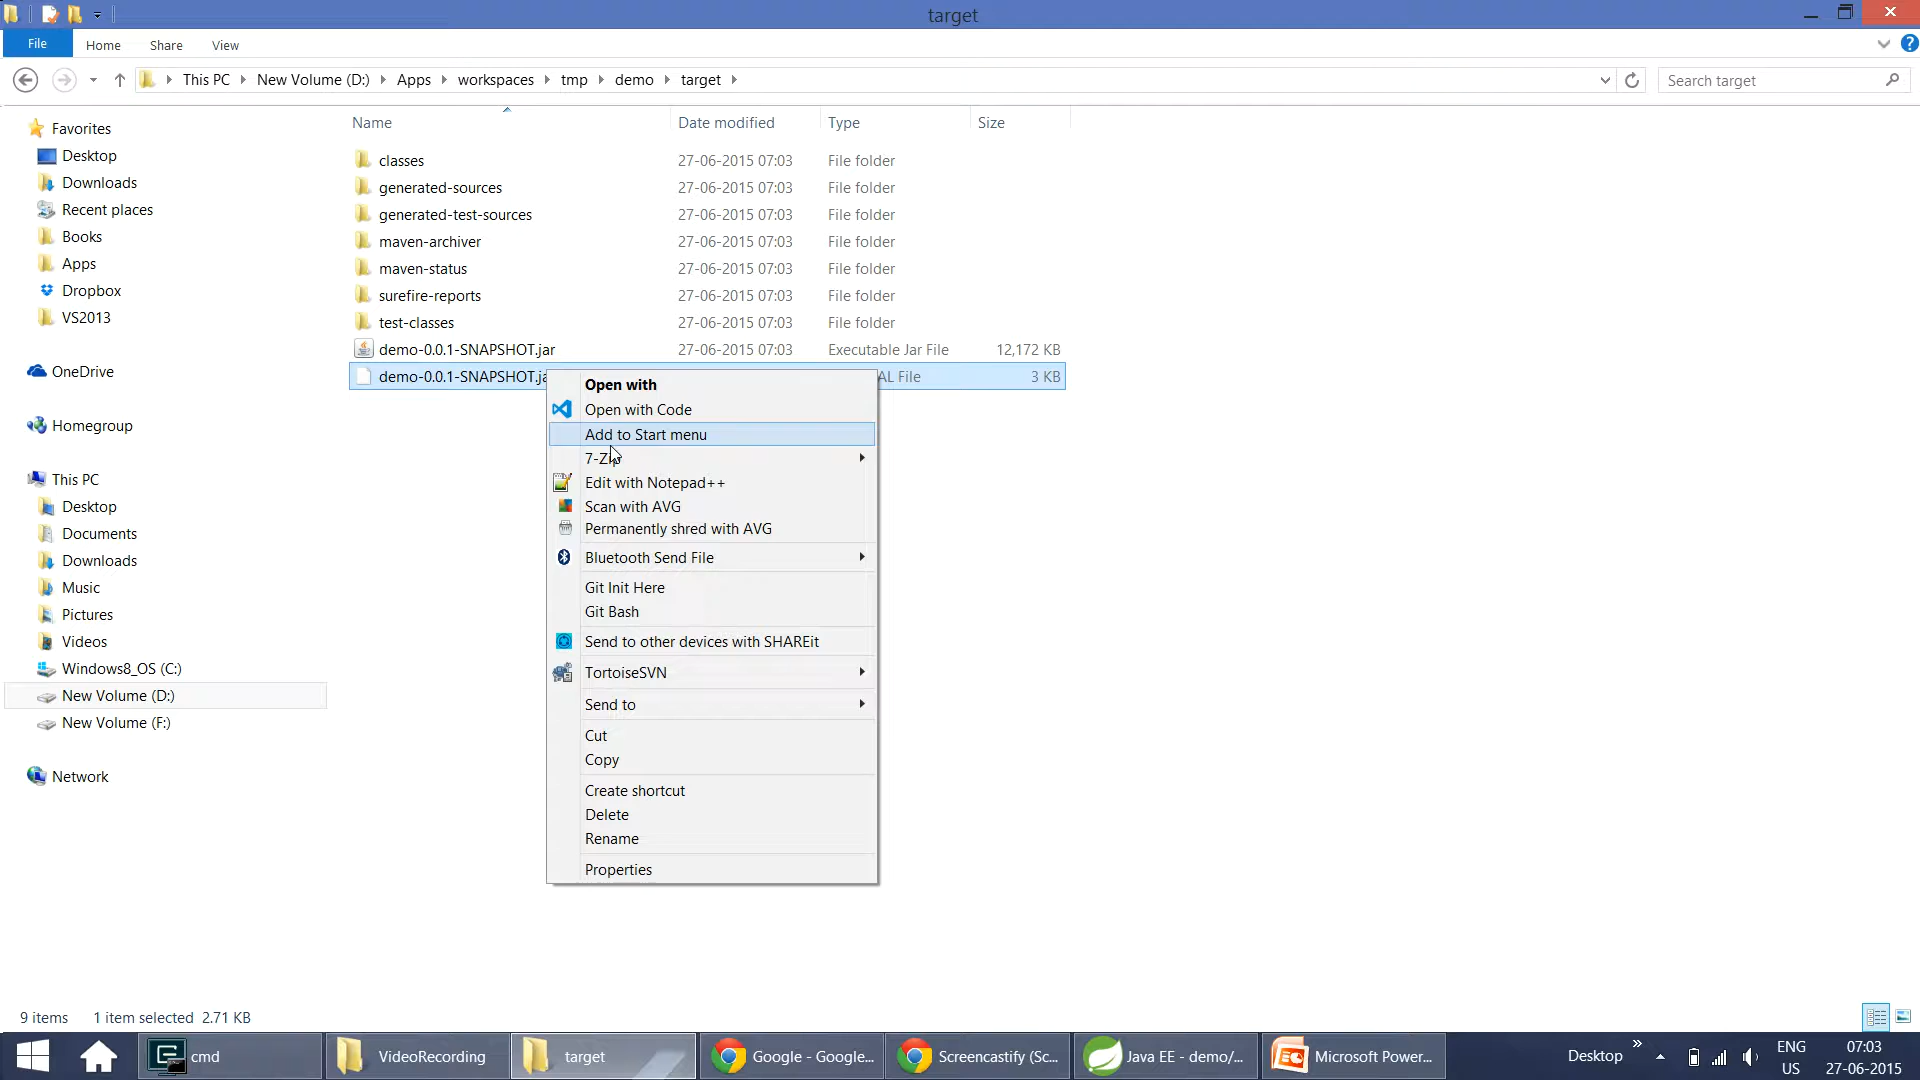 target
File Home Share View
This PC New Volume (D:) Apps workspaces tmp demo target
Search target
Name Date modified Type Size
Favorites
Desktop
Downloads
Recent places
Books
Apps
Dropbox
VS2013
OneDrive
Homegroup
This PC
Desktop
Documents
Downloads
Music
Pictures
Videos
Windows8_OS (C:)
New Volume (D:)
New Volume (F:)
Network
classes 27-06-2015 07:03 File folder
generated-sources 27-06-2015 07:03 File folder
generated-test-sources 27-06-2015 07:03 File folder
maven-archiver 27-06-2015 07:03 File folder
maven-status 27-06-2015 07:03 File folder
surefire-reports 27-06-2015 07:03 File folder
test-classes 27-06-2015 07:03 File folder
demo-0.0.1-SNAPSHOT.jar 27-06-2015 07:03 Executable Jar File 12,172 KB
demo-0.0.1-SNAPSHOT.ja AL File 3 KB
Open with
Open with Code
Add to Start menu
7-Zip
Edit with Notepad++
Scan with AVG
Permanently shred with AVG
Bluetooth Send File
Git Init Here
Git Bash
Send to other devices with SHAREit
TortoiseSVN
Send to
Cut
Copy
Create shortcut
Delete
Rename
Properties
9 items 1 item selected 2.71 KB
cmd VideoRecording target Google - Google... Screencastify (Sc... Java EE - demo/... Microsoft Power... Desktop » ENG 07:03
US 27-06-2015